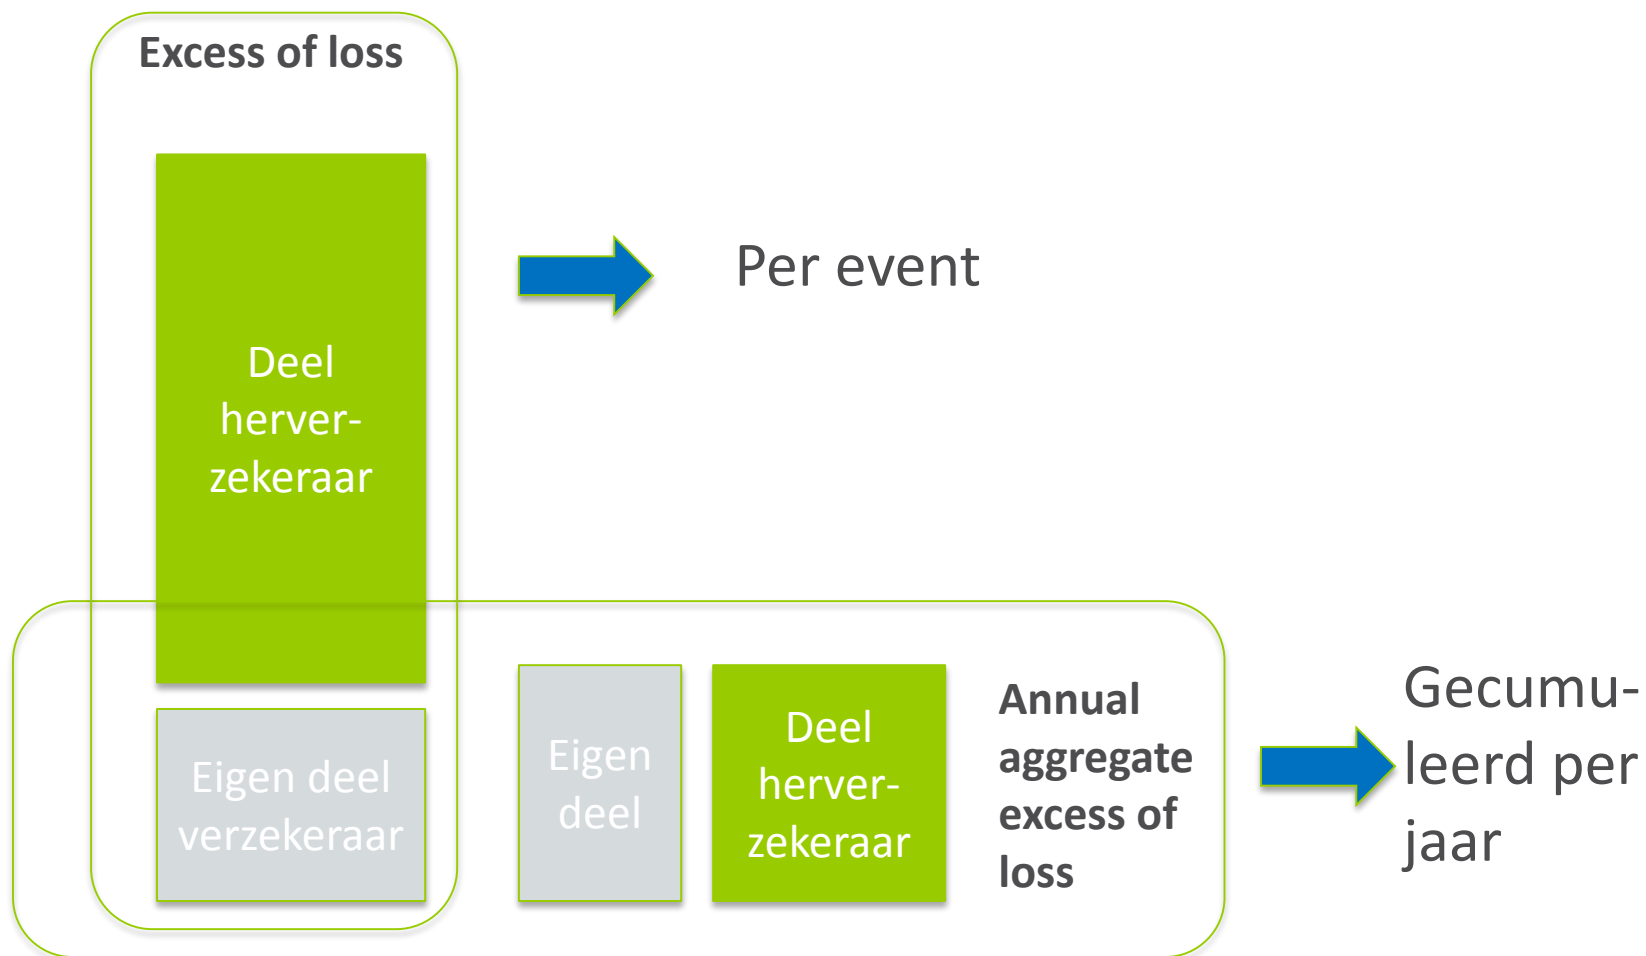 Excess of loss
Deel
herver-
zekeraar
Per event
Eigen deel
verzekeraar
Eigen
deel
Deel
herver-
zekeraar
Annual
aggregate
excess of
loss
Gecumu-
leerd per
jaar